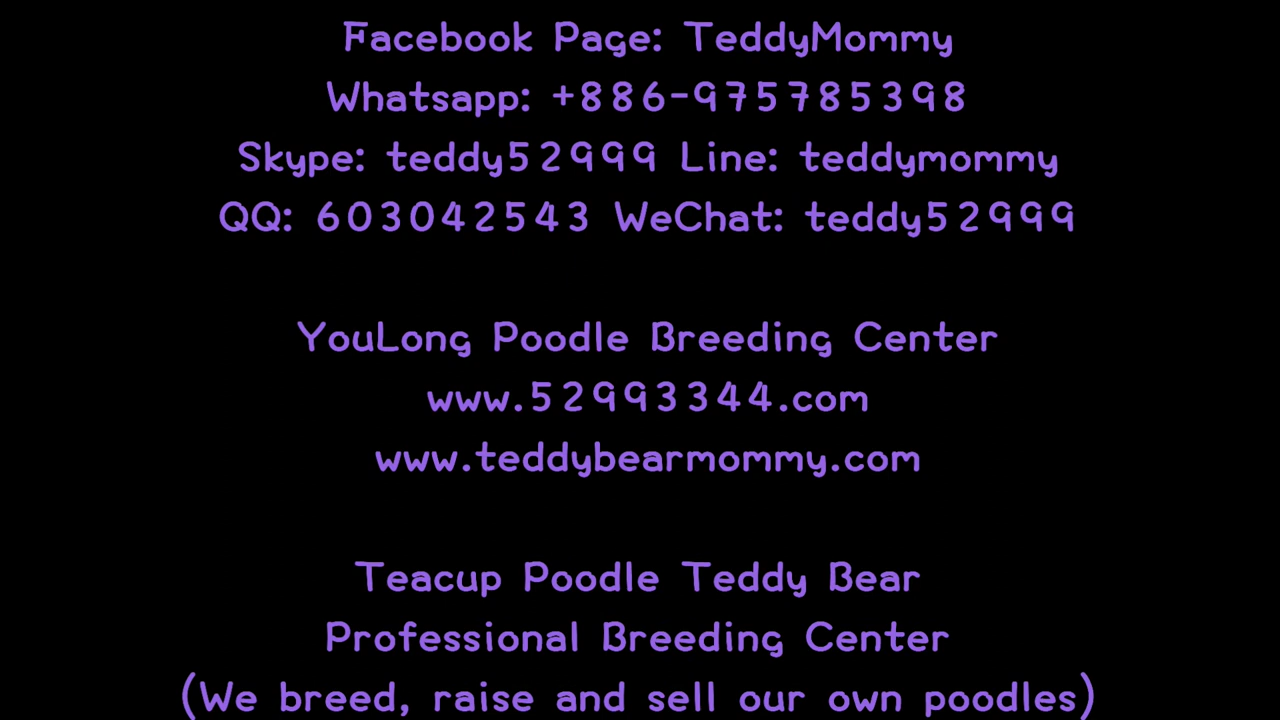 Facebook Page: TeddyMommy
Whatsapp: +886-975785398
Skype: teddy52999 Line: teddymommy
QQ: 603042543 WeChat: teddy52999
YouLong Poodle Breeding Center
www.52993344.com
www.teddybearmommy.com
Teacup Poodle Teddy Bear
Professional Breeding Center
(We breed, raise and sell our own poodles)